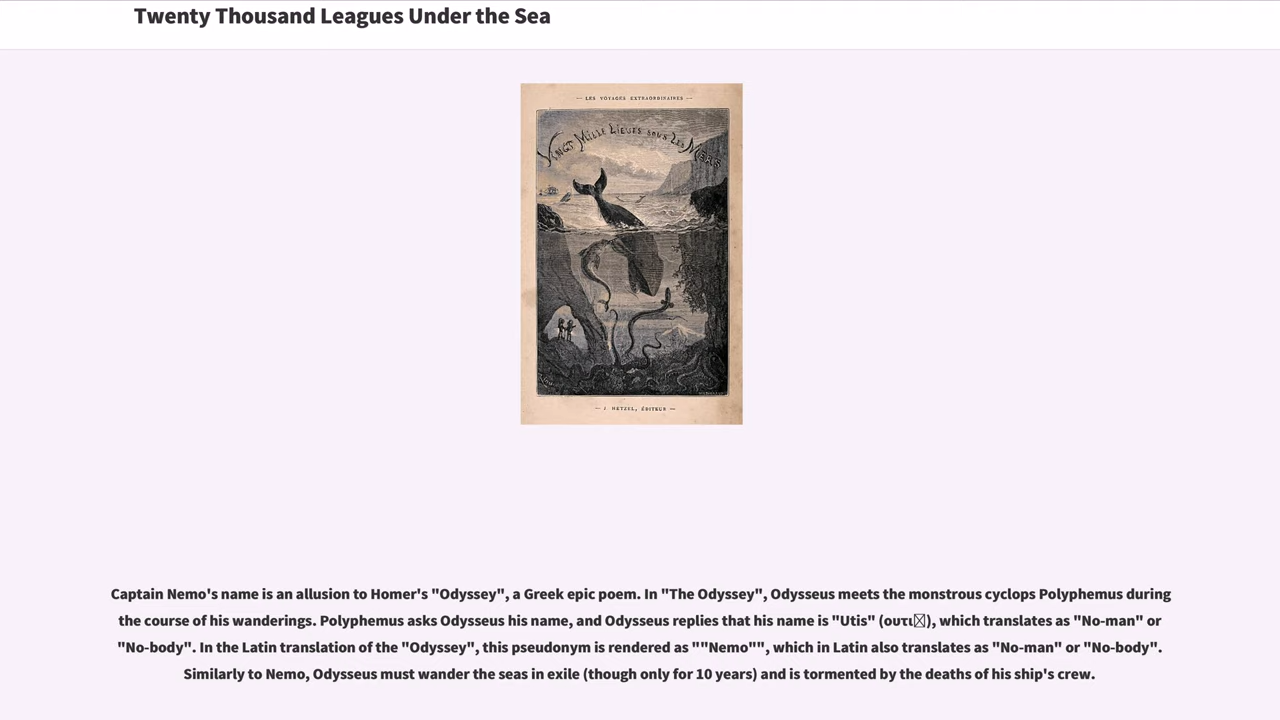 Twenty Thousand Leagues Under the Sea
— LES VOYAGES EXTRAORDINAIRES —
VINGT MILLE LIEUES SOUS LES MERS
— J. HETZEL, ÉDITEUR —
Captain Nemo's name is an allusion to Homer's "Odyssey", a Greek epic poem. In "The Odyssey", Odysseus meets the monstrous cyclops Polyphemus during
the course of his wanderings. Polyphemus asks Odysseus his name, and Odysseus replies that his name is "Utis" (ουτι▯), which translates as "No-man" or
"No-body". In the Latin translation of the "Odyssey", this pseudonym is rendered as ""Nemo"", which in Latin also translates as "No-man" or "No-body".
Similarly to Nemo, Odysseus must wander the seas in exile (though only for 10 years) and is tormented by the deaths of his ship's crew.